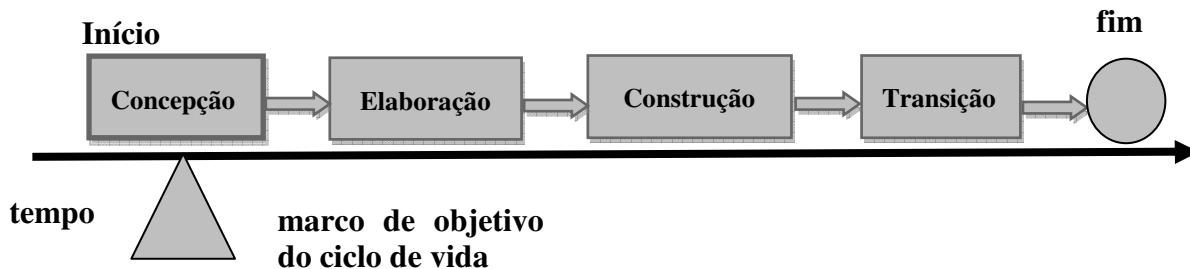 Início
fim
Concepção
Elaboração
Construção
Transição
tempo
marco de objetivo
do ciclo de vida